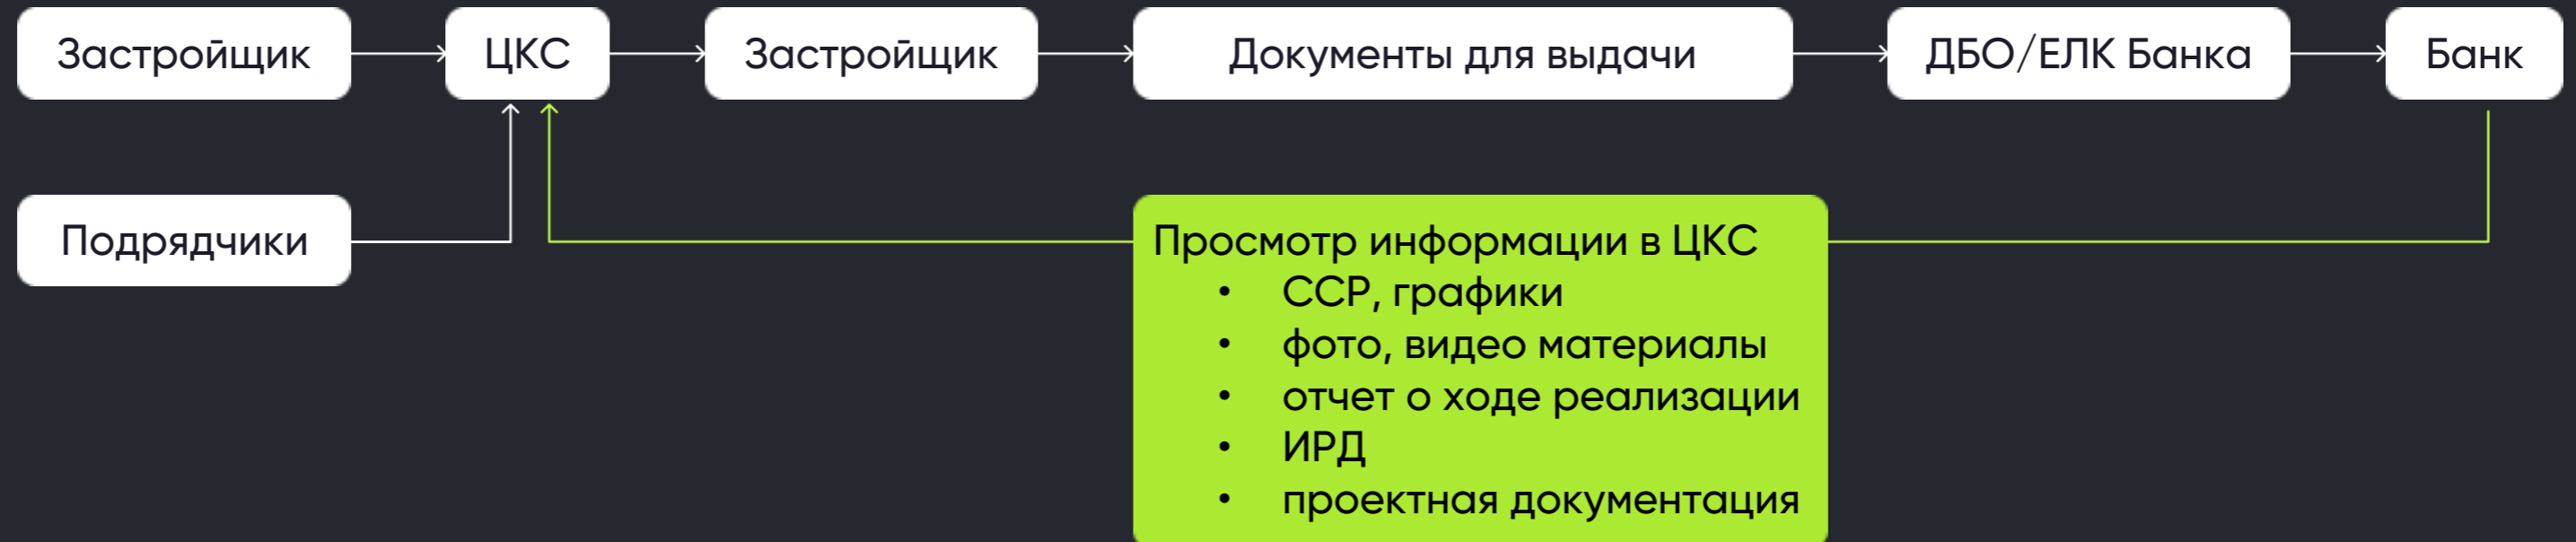 Застройщик
ЦКС
Застройщик
Документы для выдачи
ДБО/ЕЛК Банка
Банк
Подрядчики
Просмотр информации в ЦКС
• ССР, графики
• фото, видео материалы
• отчет о ходе реализации
• ИРД
• проектная документация